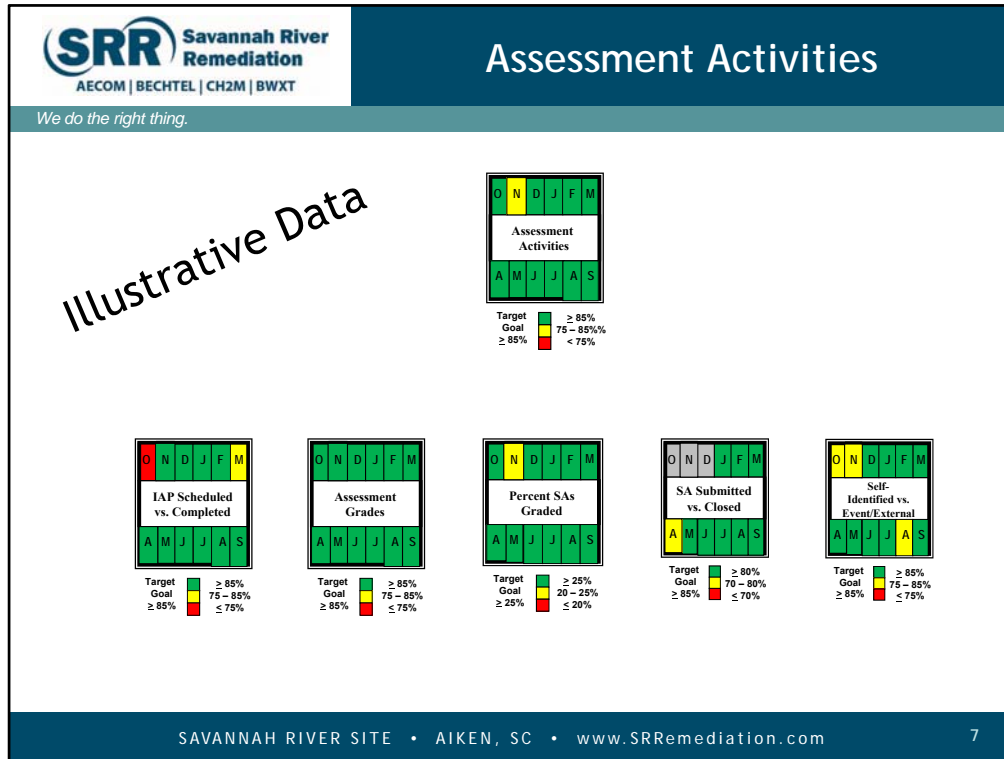 SRR Savannah River
Remediation
AECOM | BECHTEL | CH2M | BWXT
Assessment Activities
We do the right thing.
Illustrative Data
O N D J F M
Assessment
Activities
A M J J A S
Target
Goal
≥ 85%
≥ 85%
75 – 85%%
< 75%
O N D J F M
IAP Scheduled
vs. Completed
A M J J A S
Target
Goal
≥ 85%
≥ 85%
75 – 85%
≤ 75%
O N D J F M
Assessment
Grades
A M J J A S
Target
Goal
≥ 85%
≥ 85%
75 – 85%
≤ 75%
O N D J F M
Percent SAs
Graded
A M J J A S
Target
Goal
≥ 25%
≥ 25%
20 – 25%
≤ 20%
O N D J F M
SA Submitted
vs. Closed
A M J J A S
Target
Goal
≥ 85%
≥ 80%
70 – 80%
≤ 70%
O N D J F M
Self-
Identified vs.
Event/External
A M J J A S
Target
Goal
≥ 85%
≥ 85%
75 – 85%
≤ 75%
SAVANNAH RIVER SITE • AIKEN, SC • www.SRRemediation.com
7